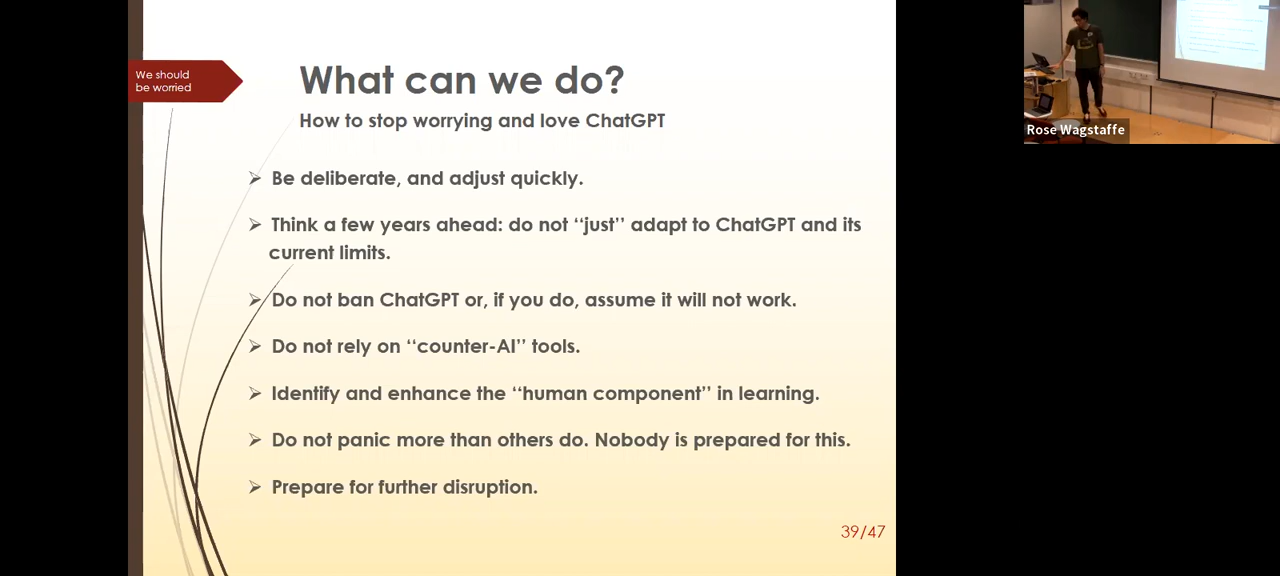 We should
be worried
What can we do?
How to stop worrying and love ChatGPT
➢ Be deliberate, and adjust quickly.
➢ Think a few years ahead: do not ‘‘just’’ adapt to ChatGPT and its
current limits.
➢ Do not ban ChatGPT or, if you do, assume it will not work.
➢ Do not rely on ‘‘counter-AI’’ tools.
➢ Identify and enhance the ‘‘human component’’ in learning.
➢ Do not panic more than others do. Nobody is prepared for this.
➢ Prepare for further disruption.
39/47
Rose Wagstaffe